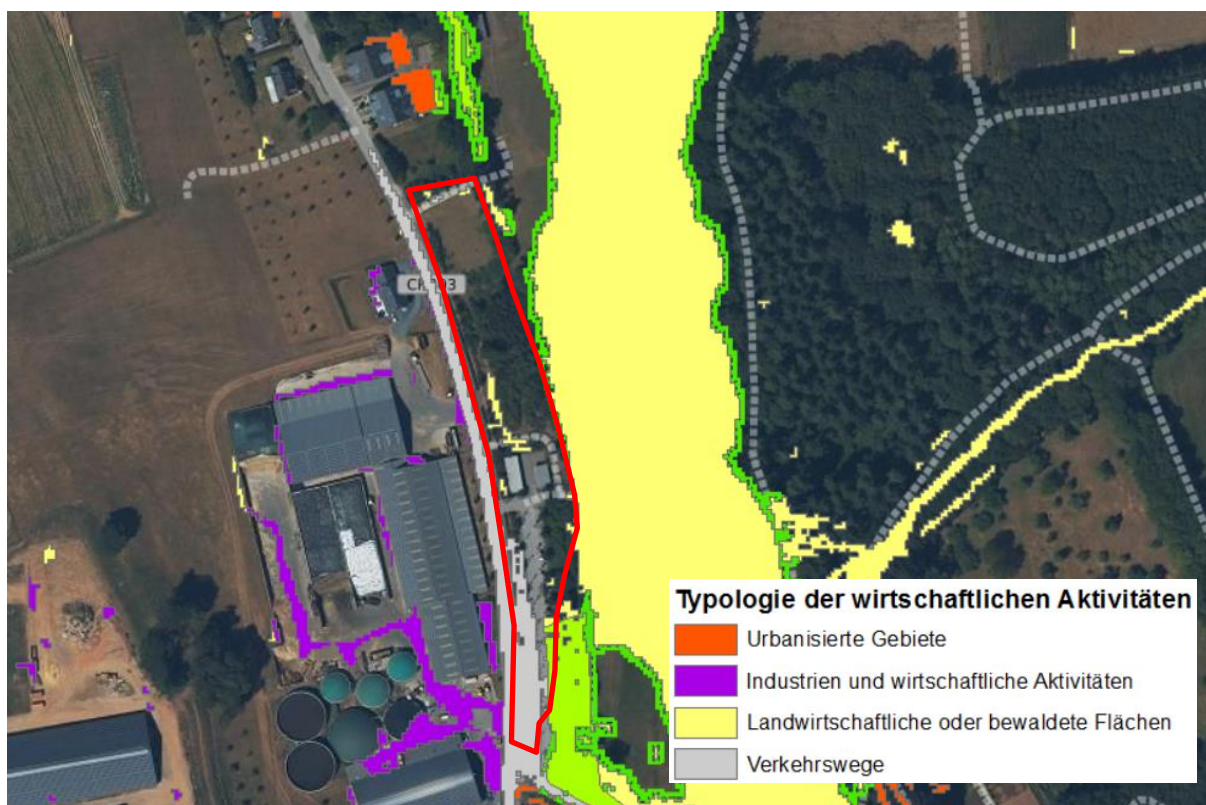 Typologie der wirtschaftlichen Aktivitäten
Urbanisierte Gebiete
Industrien und wirtschaftliche Aktivitäten
Landwirtschaftliche oder bewaldete Flächen
Verkehrswege